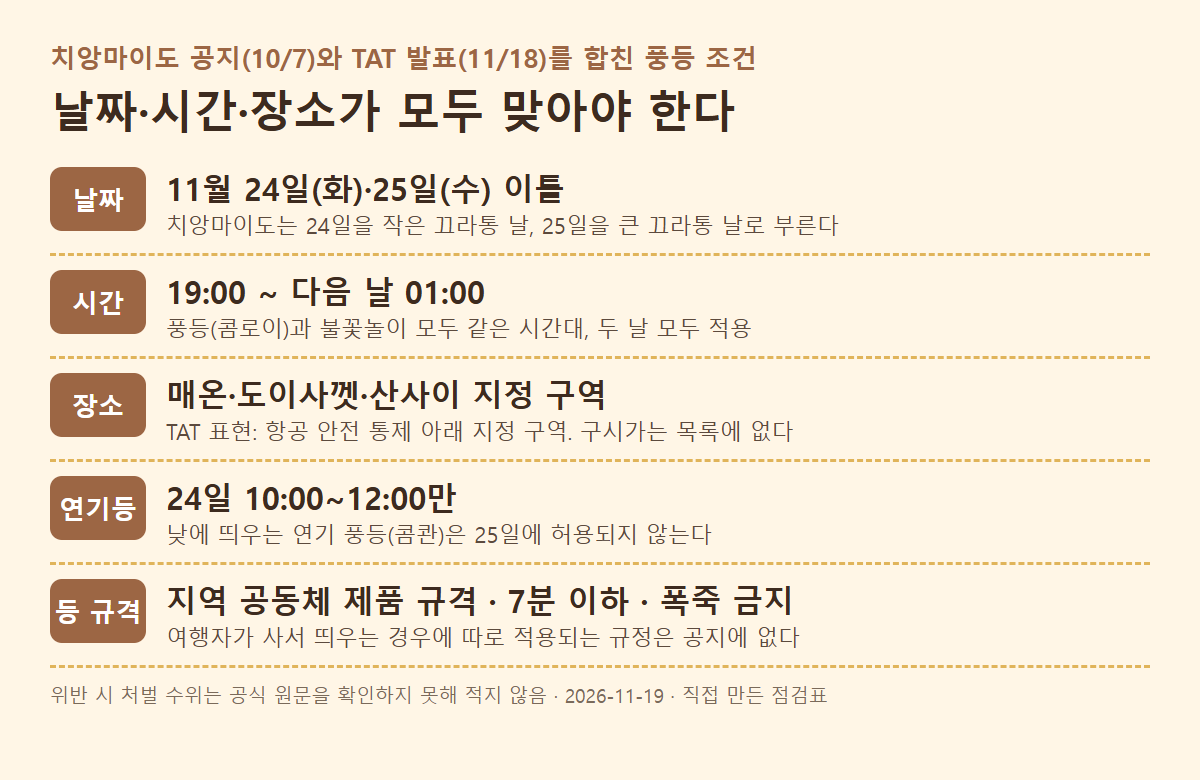 치앙마이도 공지(10/7)와 TAT 발표(11/18)를 합친 풍등 조건
날짜·시간·장소가 모두 맞아야 한다
날짜
11월 24일(화)·25일(수) 이틀
치앙마이도는 24일을 작은 끄라통 날, 25일을 큰 끄라통 날로 부른다
시간
19:00 ~ 다음 날 01:00
풍등(콤로이)과 불꽃놀이 모두 같은 시간대, 두 날 모두 적용
장소
매온·도이사껫·산사이 지정 구역
TAT 표현: 항공 안전 통제 아래 지정 구역. 구시가는 목록에 없다
연기등
24일 10:00~12:00만
낮에 띄우는 연기 풍등(콤콴)은 25일에 허용되지 않는다
등 규격
지역 공동체 제품 규격 · 7분 이하 · 폭죽 금지
여행자가 사서 띄우는 경우에 따로 적용되는 규정은 공지에 없다
위반 시 처벌 수위는 공식 원문을 확인하지 못해 적지 않음 · 2026-11-19 · 직접 만든 점검표